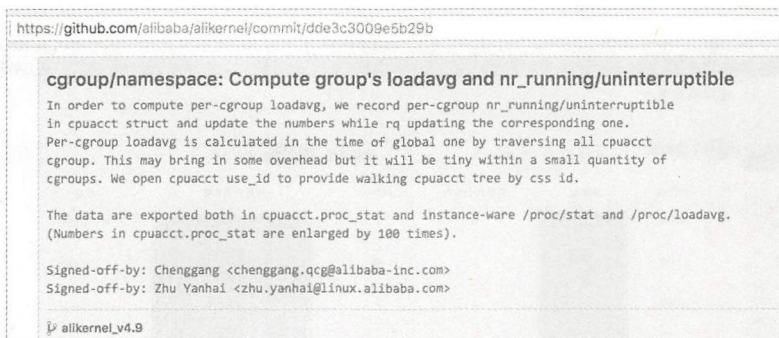 https://github.com/alibaba/alikernel/commit/dde3c3009e5b29b
cgroup/namespace: Compute group's loadavg and nr_running/uninterruptible
In order to compute per-cgroup loadavg, we record per-cgroup nr_running/uninterruptible
in cpuacct struct and update the numbers while rq updating the corresponding one.
Per-cgroup loadavg is calculated in the time of global one by traversing all cpuacct
cgroup. This may bring in some overhead but it will be tiny within a small quantity of
cgroups. We open cpuacct use_id to provide walking cpuacct tree by css id.
The data are exported both in cpuacct.proc_stat and instance-ware /proc/stat and /proc/loadavg.
(Numbers in cpuacct.proc_stat are enlarged by 100 times).
Signed-off-by: Chenggang <chenggang.qcg@alibaba-inc.com>
Signed-off-by: Zhu Yanhai <zhu.yanhai@linux.alibaba.com>
alikernel_v4.9